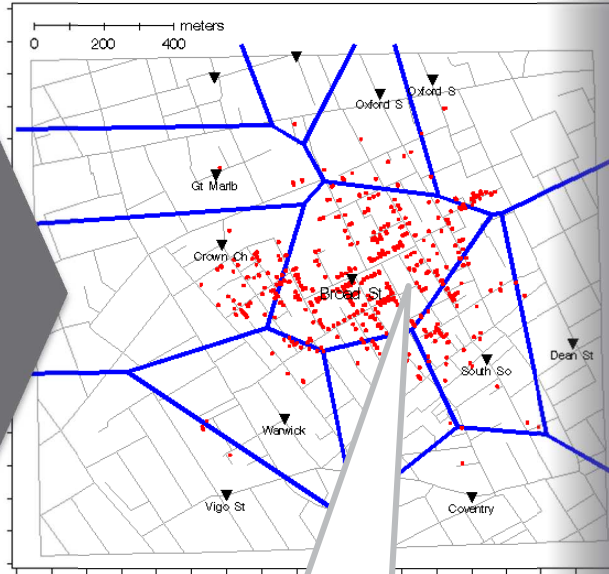 meters
0 200 400
Oxford S
Oxford S
Gt Marlb
Crown Ch
Broad St
Dean St
South So
Warwick
Vigo St
Coventry